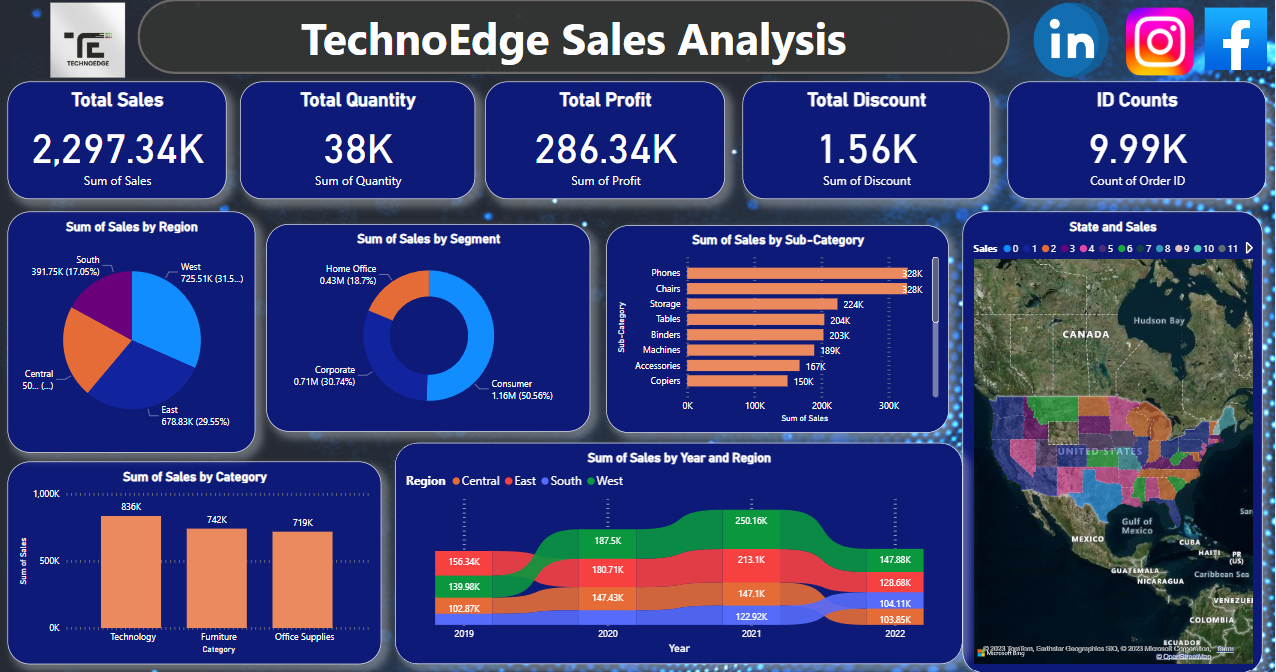 TECHNOEDGE
TechnoEdge Sales Analysis
in
f
Total Sales
2,297.34K
Sum of Sales
Total Quantity
38K
Sum of Quantity
Total Profit
286.34K
Sum of Profit
Total Discount
1.56K
Sum of Discount
ID Counts
9.99K
Count of Order ID
Sum of Sales by Region
South
391.75K (17.05%)
West
725.51K (31.5...)
Central
50... (...)
East
678.83K (29.55%)
Sum of Sales by Segment
Home Office
0.43M (18.7%)
Corporate
0.71M (30.74%)
Consumer
1.16M (50.56%)
Sum of Sales by Sub-Category
Sub-Category
Phones 328K
Chairs 328K
Storage 224K
Tables 204K
Binders 203K
Machines 189K
Accessories 167K
Copiers 150K
0K 100K 200K 300K
Sum of Sales
State and Sales
Sales 0 1 2 3 4 5 6 7 8 9 10 11
CANADA
Hudson Bay
UNITED STATES
Gulf of
Mexico
MEXICO
CUBA
HAITI
PR
(US)
GUATEMALA
NICARAGUA
Caribbean Sea
San
VENEZUE
COLOMBIA
ECUADOR
© 2023 TomTom, Earthstar Geographics SIO, © 2023 Microsoft Corporation, Terms
Microsoft Bing
© OpenStreetMap
Sum of Sales by Category
Sum of Sales
1,000K
500K
0K
836K
742K
719K
Technology Furniture Office Supplies
Category
Sum of Sales by Year and Region
Region Central East South West
156.34K
139.98K
102.87K
187.5K
180.71K
147.43K
250.16K
213.1K
147.1K
122.92K
147.88K
128.68K
104.11K
103.85K
2019 2020 2021 2022
Year